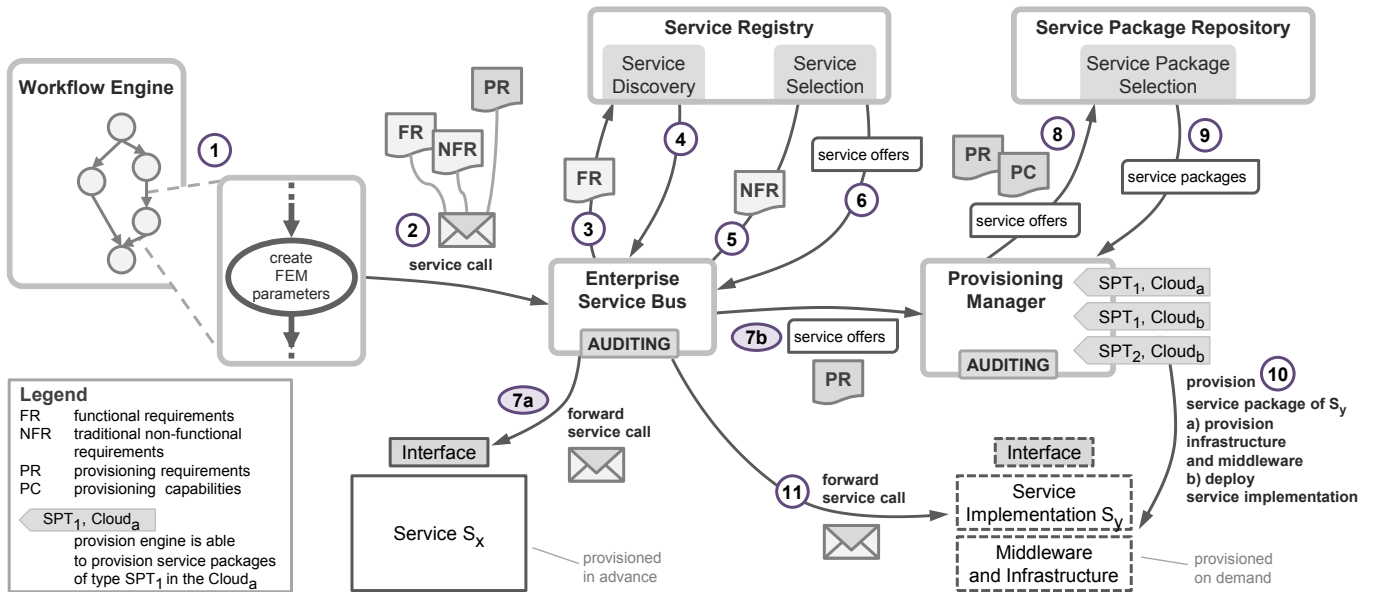 Service Registry
Service
Discovery
Service
Selection
Service Package Repository
Service Package
Selection
Workflow Engine
1
PR
FR
NFR
2
service call
create
FEM
parameters
FR
3
4
NFR
5
service offers
6
PR
PC
8
service offers
9
service packages
Enterprise
Service Bus
AUDITING
7b
service offers
PR
Provisioning
Manager
AUDITING
SPT1, Clouda
SPT1, Cloudb
SPT2, Cloudb
7a
forward
service call
Interface
Service Sx
provisioned
in advance
11
forward
service call
provision
10
service package of Sy
a) provision
infrastructure
and middleware
b) deploy
service implementation
Interface
Service
Implementation Sy
Middleware
and Infrastructure
provisioned
on demand
Legend
FR functional requirements
NFR traditional non-functional
requirements
PR provisioning requirements
PC provisioning capabilities
SPT1, Clouda
provision engine is able
to provision service packages
of type SPT1 in the Clouda